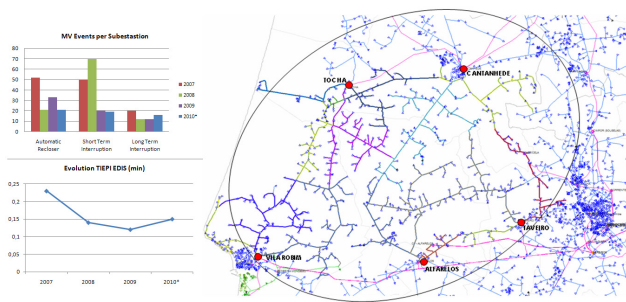 MV Events per Subestastion
80
70
60
50
40
30
20
10
0
2007
2008
2009
2010*
Automatic Recloser
Short Term Interruption
Long Term Interruption
Evolution TIEPI EDIS (min)
0,25
0,2
0,15
0,1
0,05
0
2007 2008 2009 2010*
CANTANHEDE
TOCHA
TAVEIRO
VILA ROBIM
ALFARELOS